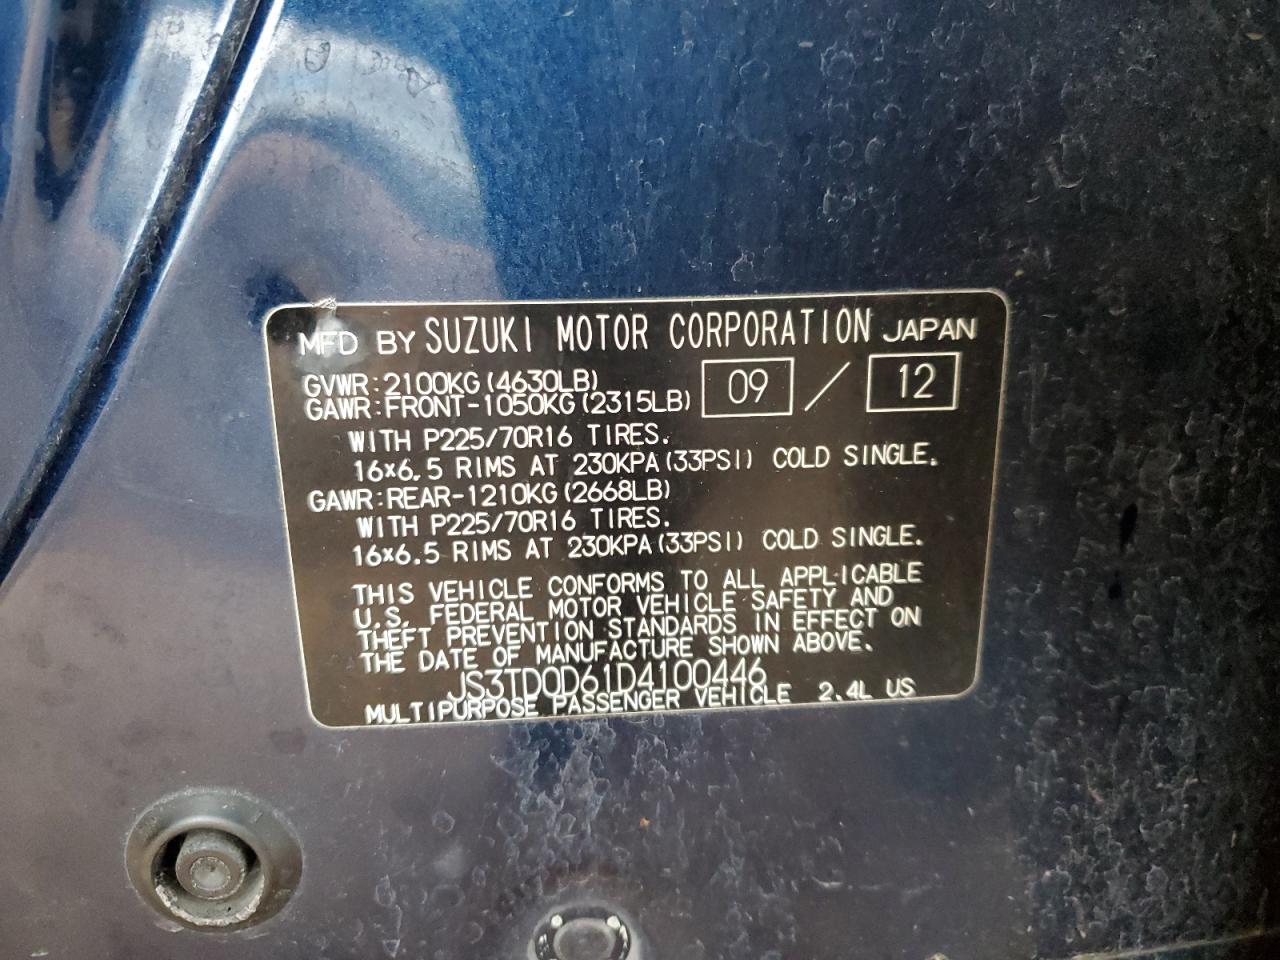 MFD BY SUZUKI MOTOR CORPORATION JAPAN
GVWR:2100KG(4630LB)
GAWR:FRONT-1050KG(2315LB) 09 / 12
WITH P225/70R16 TIRES.
16x6.5 RIMS AT 230KPA(33PSI) COLD SINGLE.
GAWR:REAR-1210KG(2668LB)
WITH P225/70R16 TIRES.
16x6.5 RIMS AT 230KPA(33PSI) COLD SINGLE.
THIS VEHICLE CONFORMS TO ALL APPLICABLE
U.S. FEDERAL MOTOR VEHICLE SAFETY AND
THEFT PREVENTION STANDARDS IN EFFECT ON
THE DATE OF MANUFACTURE SHOWN ABOVE.
JS3TD0D61D4100446
MULTIPURPOSE PASSENGER VEHICLE 2.4L US